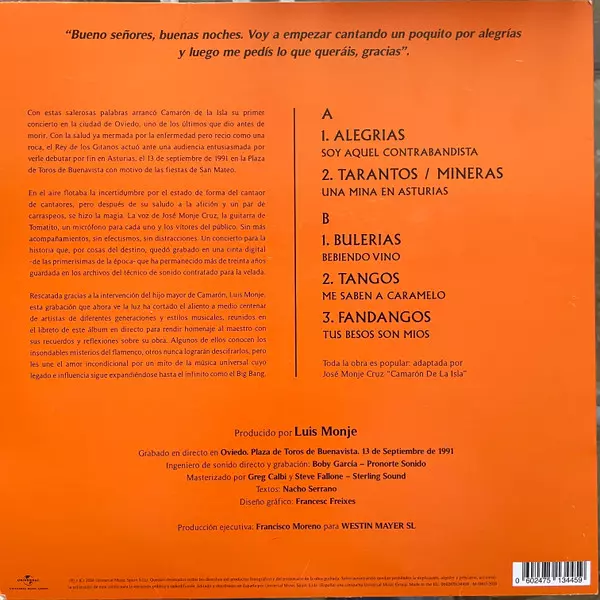 “Bueno señores, buenas noches. Voy a empezar cantando un poquito por alegrías
y luego me pedís lo que queráis, gracias”.
Con estas salerosas palabras arrancó Camarón de la Isla su primer
concierto en la ciudad de Oviedo, uno de los últimos que dio antes de
morir. Con la salud ya mermada por la enfermedad pero recio como una
roca, el Rey de los Gitanos actuó ante una audiencia entusiasmada por
verle debutar por fin en Asturias, el 13 de septiembre de 1991 en la Plaza
de Toros de Buenavista con motivo de las fiestas de San Mateo.
En el aire flotaba la incertidumbre por el estado de forma del cantaor
de cantaores, pero después de su saludo a la afición y un par de
carraspeos, se hizo la magia. La voz de José Monje Cruz, la guitarra de
Tomatito, un micrófono para cada uno y los vítores del público. Sin más
acompañamientos, sin efectismos, sin distracciones. Un concierto para la
historia que, por cosas del destino, quedó grabado en una cinta digital
-de las primerísimas de la época- que ha permanecido más de treinta años
guardada en los archivos del técnico de sonido contratado para la velada.
Rescatada gracias a la intervención del hijo mayor de Camarón, Luis Monje,
esta grabación que ahora ve la luz ha cortado el aliento a medio centenar
de artistas de diferentes generaciones y estilos musicales, reunidos en
el libreto de este álbum en directo para rendir homenaje al maestro con
sus recuerdos y reflexiones sobre su obra. Algunos de ellos conocen los
insondables misterios del flamenco, otros nunca lograrán descifrarlos, pero
les une el amor incondicional por un mito de la música universal cuyo
legado e influencia sigue expandiéndose hasta el infinito como el Big Bang.
A
1. ALEGRIAS
SOY AQUEL CONTRABANDISTA
2. TARANTOS / MINERAS
UNA MINA EN ASTURIAS
B
1. BULERIAS
BEBIENDO VINO
2. TANGOS
ME SABEN A CARAMELO
3. FANDANGOS
TUS BESOS SON MIOS
Toda la obra es popular: adaptada por
José Monje Cruz “Camarón De La Isla”
Producido por Luis Monje
Grabado en directo en Oviedo. Plaza de Toros de Buenavista. 13 de Septiembre de 1991
Ingeniero de sonido directo y grabación: Boby García – Pronorte Sonido
Masterizado por Greg Calbi y Steve Fallone – Sterling Sound
Textos: Nacho Serrano
Diseño gráfico: Francesc Freixes
Producción ejecutiva: Francisco Moreno para WESTIN MAYER SL
UNIVERSAL
0 602475 134459